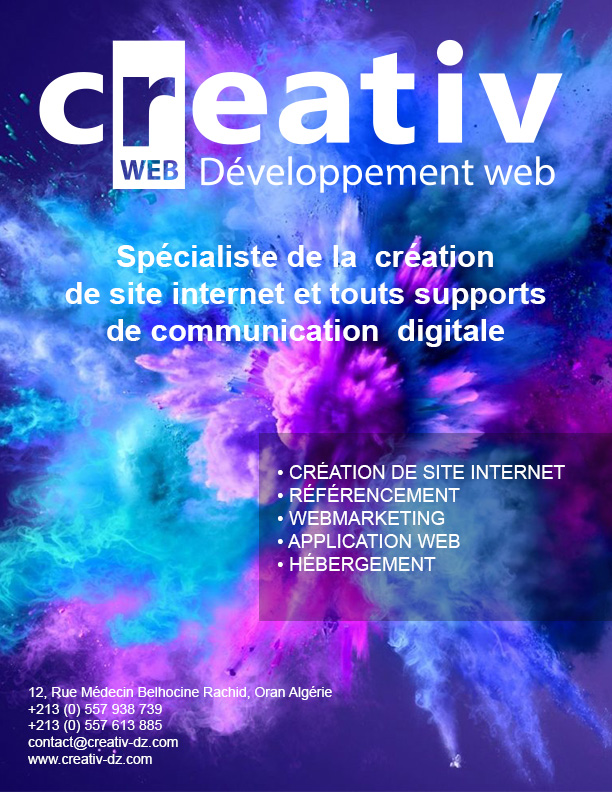 creativ
WEB Développement web
Spécialiste de la création
de site internet et touts supports
de communication digitale
• CRÉATION DE SITE INTERNET
• RÉFÉRENCEMENT
• WEBMARKETING
• APPLICATION WEB
• HÉBERGEMENT
12, Rue Médecin Belhocine Rachid, Oran Algérie
+213 (0) 557 938 739
+213 (0) 557 613 885
contact@creativ-dz.com
www.creativ-dz.com